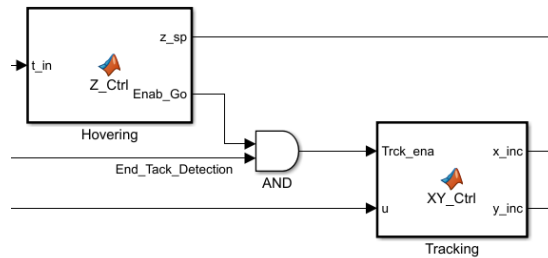 z_sp
t_in
Z_Ctrl
Enab_Go
Hovering
End_Tack_Detection
AND
Trck_ena
x_inc
XY_Ctrl
u
y_inc
Tracking